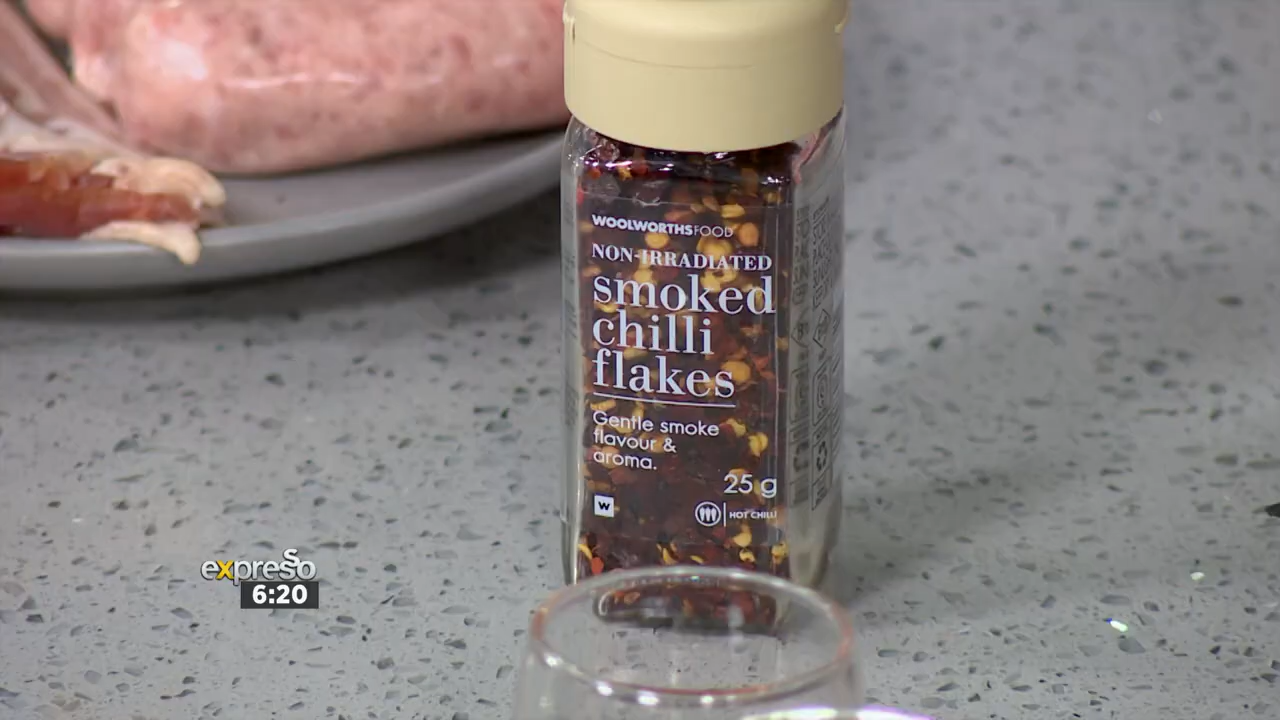 WOOLWORTHSFOOD
NON-IRRADIATED
smoked
chilli
flakes
Gentle smoke
flavour &
aroma.
25 g
W
HOT CHILLI
expresso
6:20